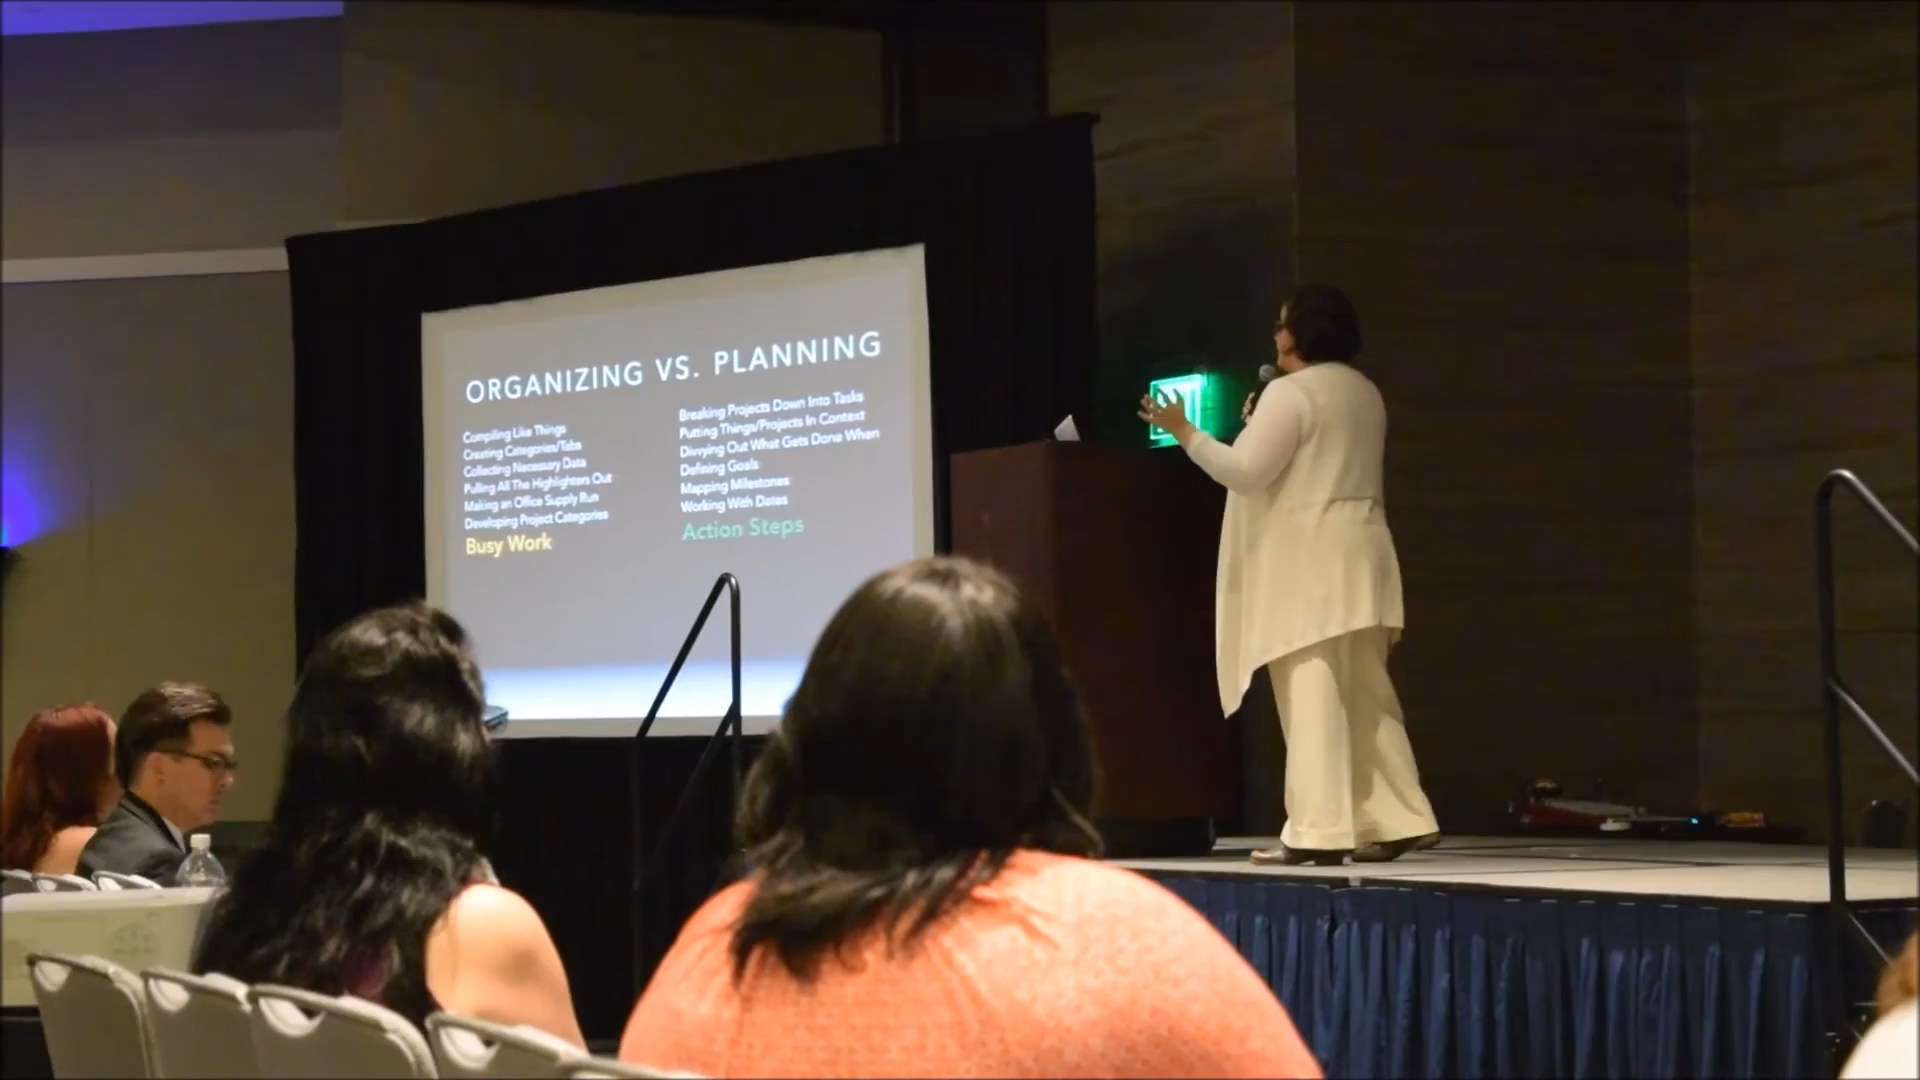 ORGANIZING VS. PLANNING
Compiling Like Things
Creating Categories/Tabs
Collecting Necessary Data
Pulling All The Highlighters Out
Making an Office Supply Run
Developing Project Categories
Busy Work
Breaking Projects Down Into Tasks
Putting Things/Projects In Context
Divvying Out What Gets Done When
Defining Goals
Mapping Milestones
Working With Dates
Action Steps